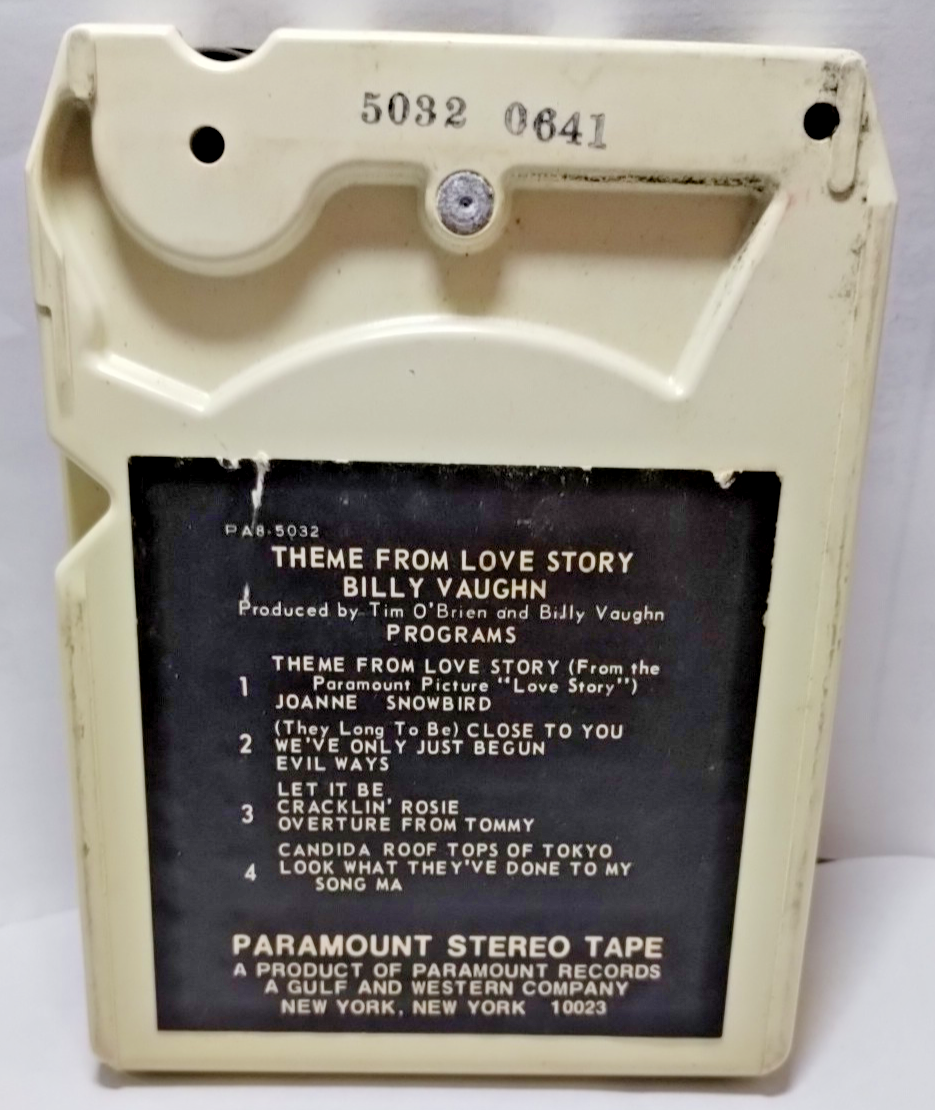 5032 0641
PA8-5032
THEME FROM LOVE STORY
BILLY VAUGHN
Produced by Tim O'Brien and Billy Vaughn
PROGRAMS
1 THEME FROM LOVE STORY (From the
Paramount Picture "Love Story")
JOANNE SNOWBIRD
2 (They Long To Be) CLOSE TO YOU
WE'VE ONLY JUST BEGUN
EVIL WAYS
3 LET IT BE
CRACKLIN' ROSIE
OVERTURE FROM TOMMY
4 CANDIDA ROOF TOPS OF TOKYO
LOOK WHAT THEY'VE DONE TO MY
SONG MA
PARAMOUNT STEREO TAPE
A PRODUCT OF PARAMOUNT RECORDS
A GULF AND WESTERN COMPANY
NEW YORK, NEW YORK 10023